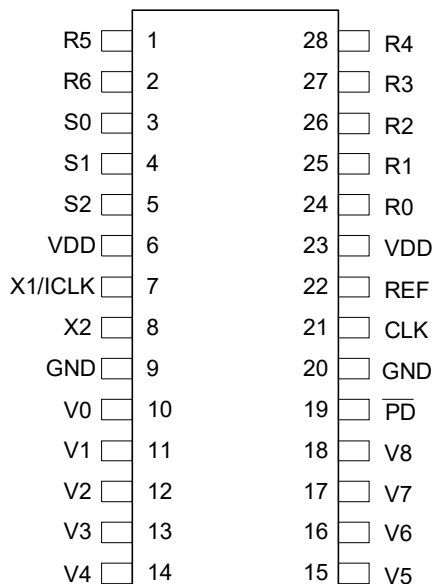 R5 1 28 R4
R6 2 27 R3
S0 3 26 R2
S1 4 25 R1
S2 5 24 R0
VDD 6 23 VDD
X1/ICLK 7 22 REF
X2 8 21 CLK
GND 9 20 GND
V0 10 19 PD
V1 11 18 V8
V2 12 17 V7
V3 13 16 V6
V4 14 15 V5